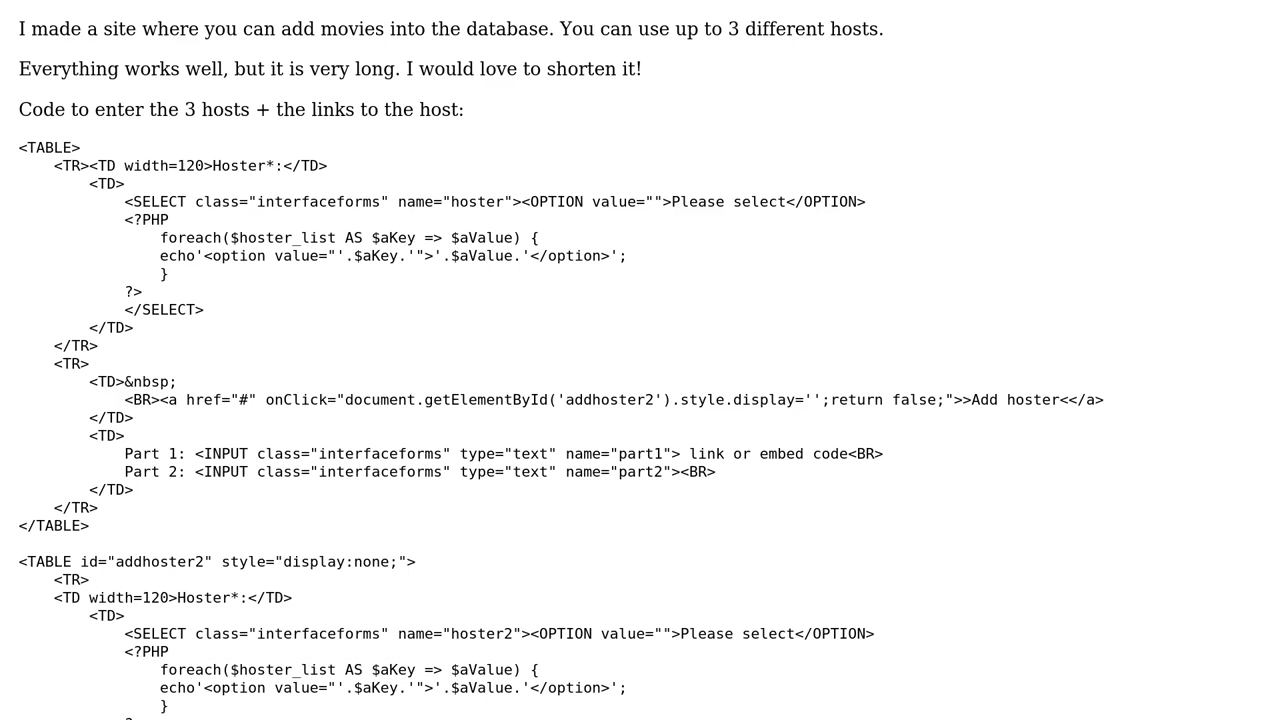 I made a site where you can add movies into the database. You can use up to 3 different hosts.
Everything works well, but it is very long. I would love to shorten it!
Code to enter the 3 hosts + the links to the host:
<TABLE>
    <TR><TD width=120>Hoster*:</TD>
        <TD>
            <SELECT class="interfaceforms" name="hoster"><OPTION value="">Please select</OPTION>
            <?PHP
                foreach($hoster_list AS $aKey => $aValue) {
                echo'<option value="'.$aKey.'">'.$aValue.'</option>';
                }
            ?>
            </SELECT>
        </TD>
    </TR>
    <TR>
        <TD>&nbsp;
            <BR><a href="#" onClick="document.getElementById('addhoster2').style.display='';return false;">>Add hoster<</a>
        </TD>
        <TD>
            Part 1: <INPUT class="interfaceforms" type="text" name="part1"> link or embed code<BR>
            Part 2: <INPUT class="interfaceforms" type="text" name="part2"><BR>
        </TD>
    </TR>
</TABLE>
<TABLE id="addhoster2" style="display:none;">
    <TR>
    <TD width=120>Hoster*:</TD>
        <TD>
            <SELECT class="interfaceforms" name="hoster2"><OPTION value="">Please select</OPTION>
            <?PHP
                foreach($hoster_list AS $aKey => $aValue) {
                echo'<option value="'.$aKey.'">'.$aValue.'</option>';
                }